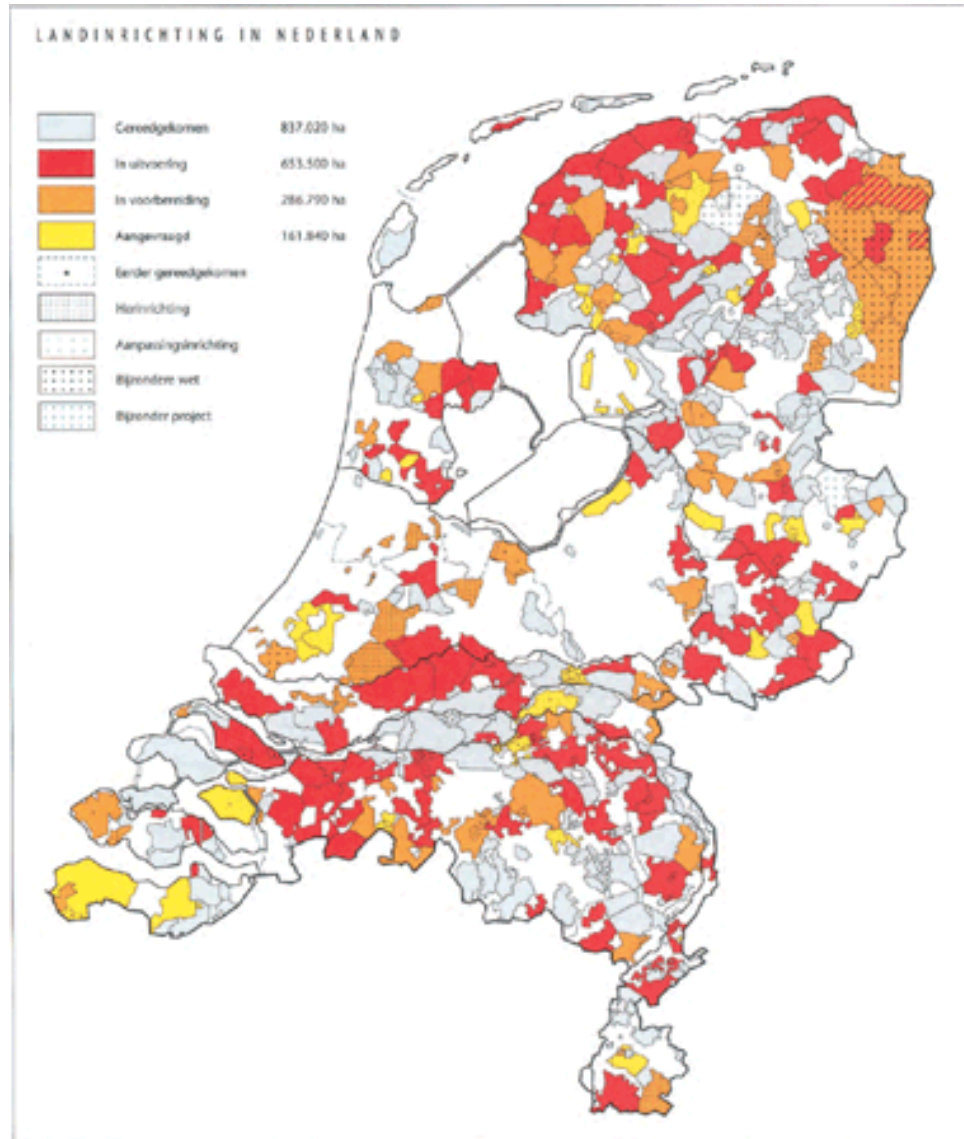 LANDINRICHTING IN NEDERLAND
Gereedgekomen 837.020 ha
In uitvoering 653.500 ha
In voorbereiding 286.790 ha
Aangevraagd 161.840 ha
Eerder gereedgekomen
Herinrichting
Aanpassingsinrichting
Bijzondere wet
Bijzonder project